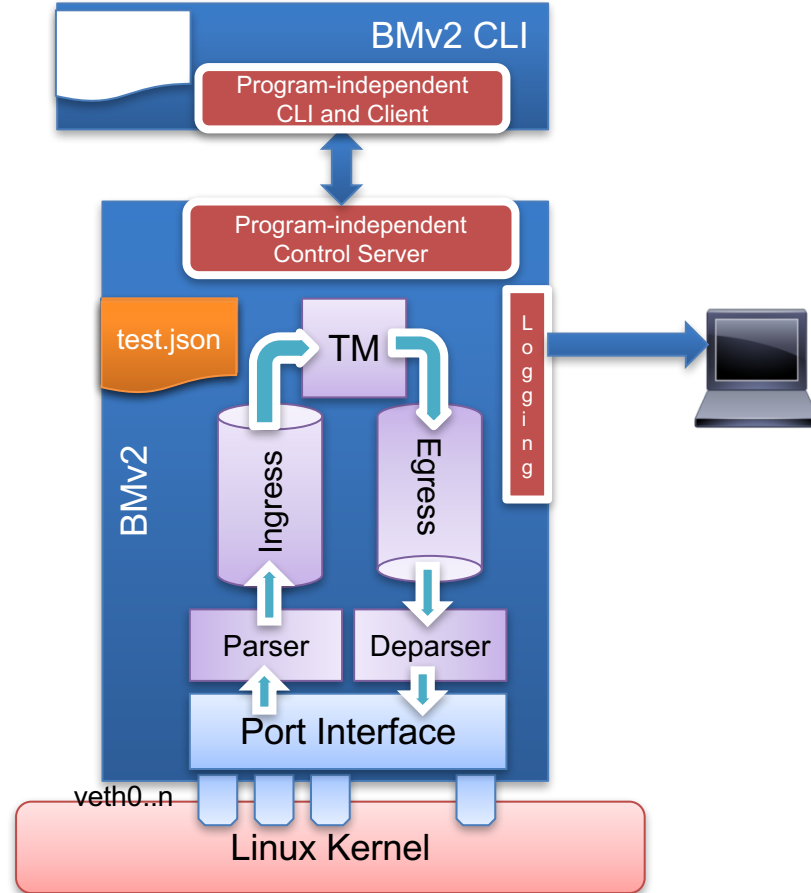 BMv2 CLI
Program-independent
CLI and Client
Program-independent
Control Server
test.json
TM
Logging
BMv2
Ingress
Egress
Parser
Deparser
Port Interface
veth0..n
Linux Kernel